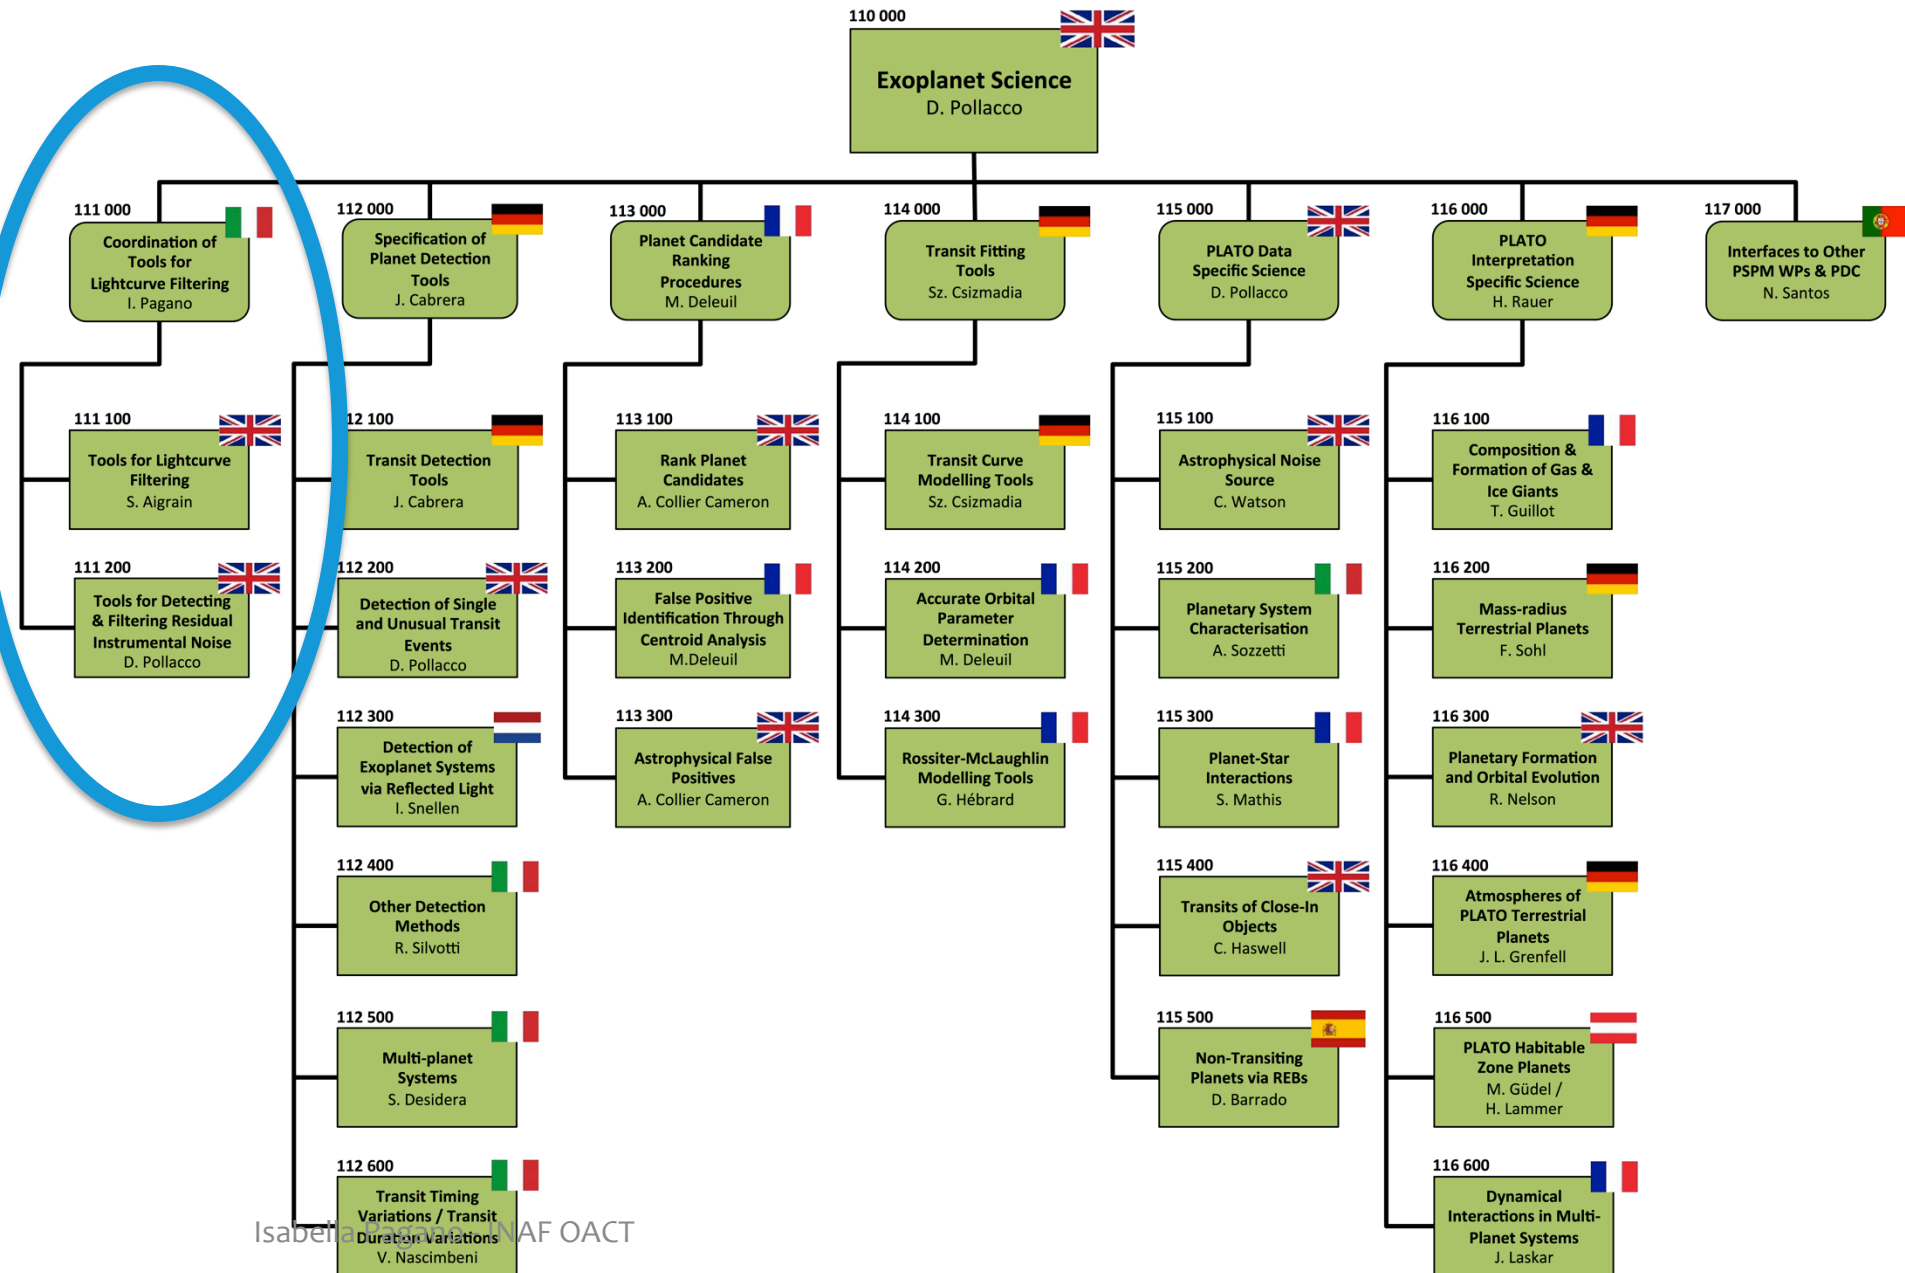 110 000
Exoplanet Science
D. Pollacco
111 000
Coordination of
Tools for
Lightcurve Filtering
I. Pagano
112 000
Specification of
Planet Detection
Tools
J. Cabrera
113 000
Planet Candidate
Ranking
Procedures
M. Deleuil
114 000
Transit Fitting
Tools
Sz. Csizmadia
115 000
PLATO Data
Specific Science
D. Pollacco
116 000
PLATO
Interpretation
Specific Science
H. Rauer
117 000
Interfaces to Other
PSPM WPs & PDC
N. Santos
111 100
Tools for Lightcurve
Filtering
S. Aigrain
111 200
Tools for Detecting
& Filtering Residual
Instrumental Noise
D. Pollacco
12 100
Transit Detection
Tools
J. Cabrera
112 200
Detection of Single
and Unusual Transit
Events
D. Pollacco
112 300
Detection of
Exoplanet Systems
via Reflected Light
I. Snellen
112 400
Other Detection
Methods
R. Silvotti
112 500
Multi-planet
Systems
S. Desidera
112 600
Transit Timing
Variations / Transit
Duration Variations
V. Nascimbeni
113 100
Rank Planet
Candidates
A. Collier Cameron
113 200
False Positive
Identification Through
Centroid Analysis
M.Deleuil
113 300
Astrophysical False
Positives
A. Collier Cameron
114 100
Transit Curve
Modelling Tools
Sz. Csizmadia
114 200
Accurate Orbital
Parameter
Determination
M. Deleuil
114 300
Rossiter-McLaughlin
Modelling Tools
G. Hébrard
115 100
Astrophysical Noise
Source
C. Watson
115 200
Planetary System
Characterisation
A. Sozzetti
115 300
Planet-Star
Interactions
S. Mathis
115 400
Transits of Close-In
Objects
C. Haswell
115 500
Non-Transiting
Planets via REBs
D. Barrado
116 100
Composition &
Formation of Gas &
Ice Giants
T. Guillot
116 200
Mass-radius
Terrestrial Planets
F. Sohl
116 300
Planetary Formation
and Orbital Evolution
R. Nelson
116 400
Atmospheres of
PLATO Terrestrial
Planets
J. L. Grenfell
116 500
PLATO Habitable
Zone Planets
M. Güdel /
H. Lammer
116 600
Dynamical
Interactions in Multi-
Planet Systems
J. Laskar
Isabella Pagano - INAF OACT